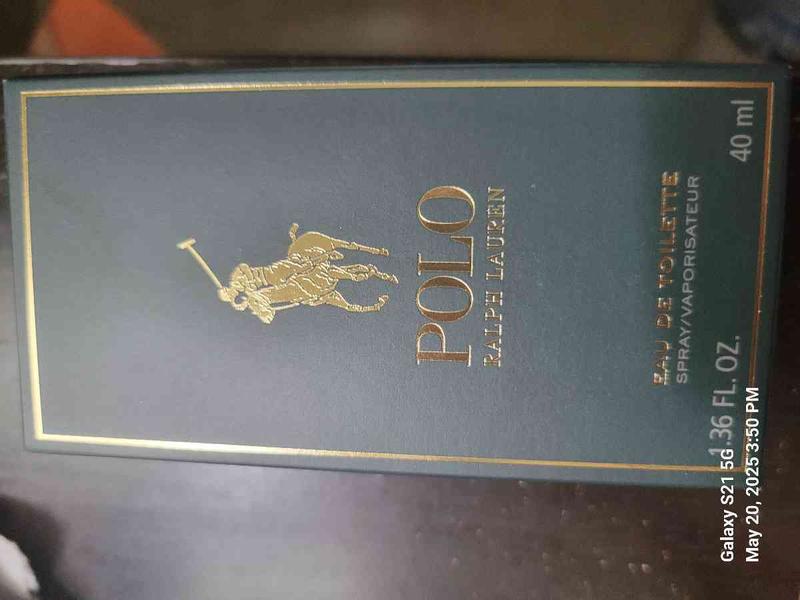 POLO
RALPH LAUREN
EAU DE TOILETTE
SPRAY/VAPORISATEUR
1.36 FL. OZ. 40 ml
Galaxy S21 5G
May 20, 2025 3:50 PM